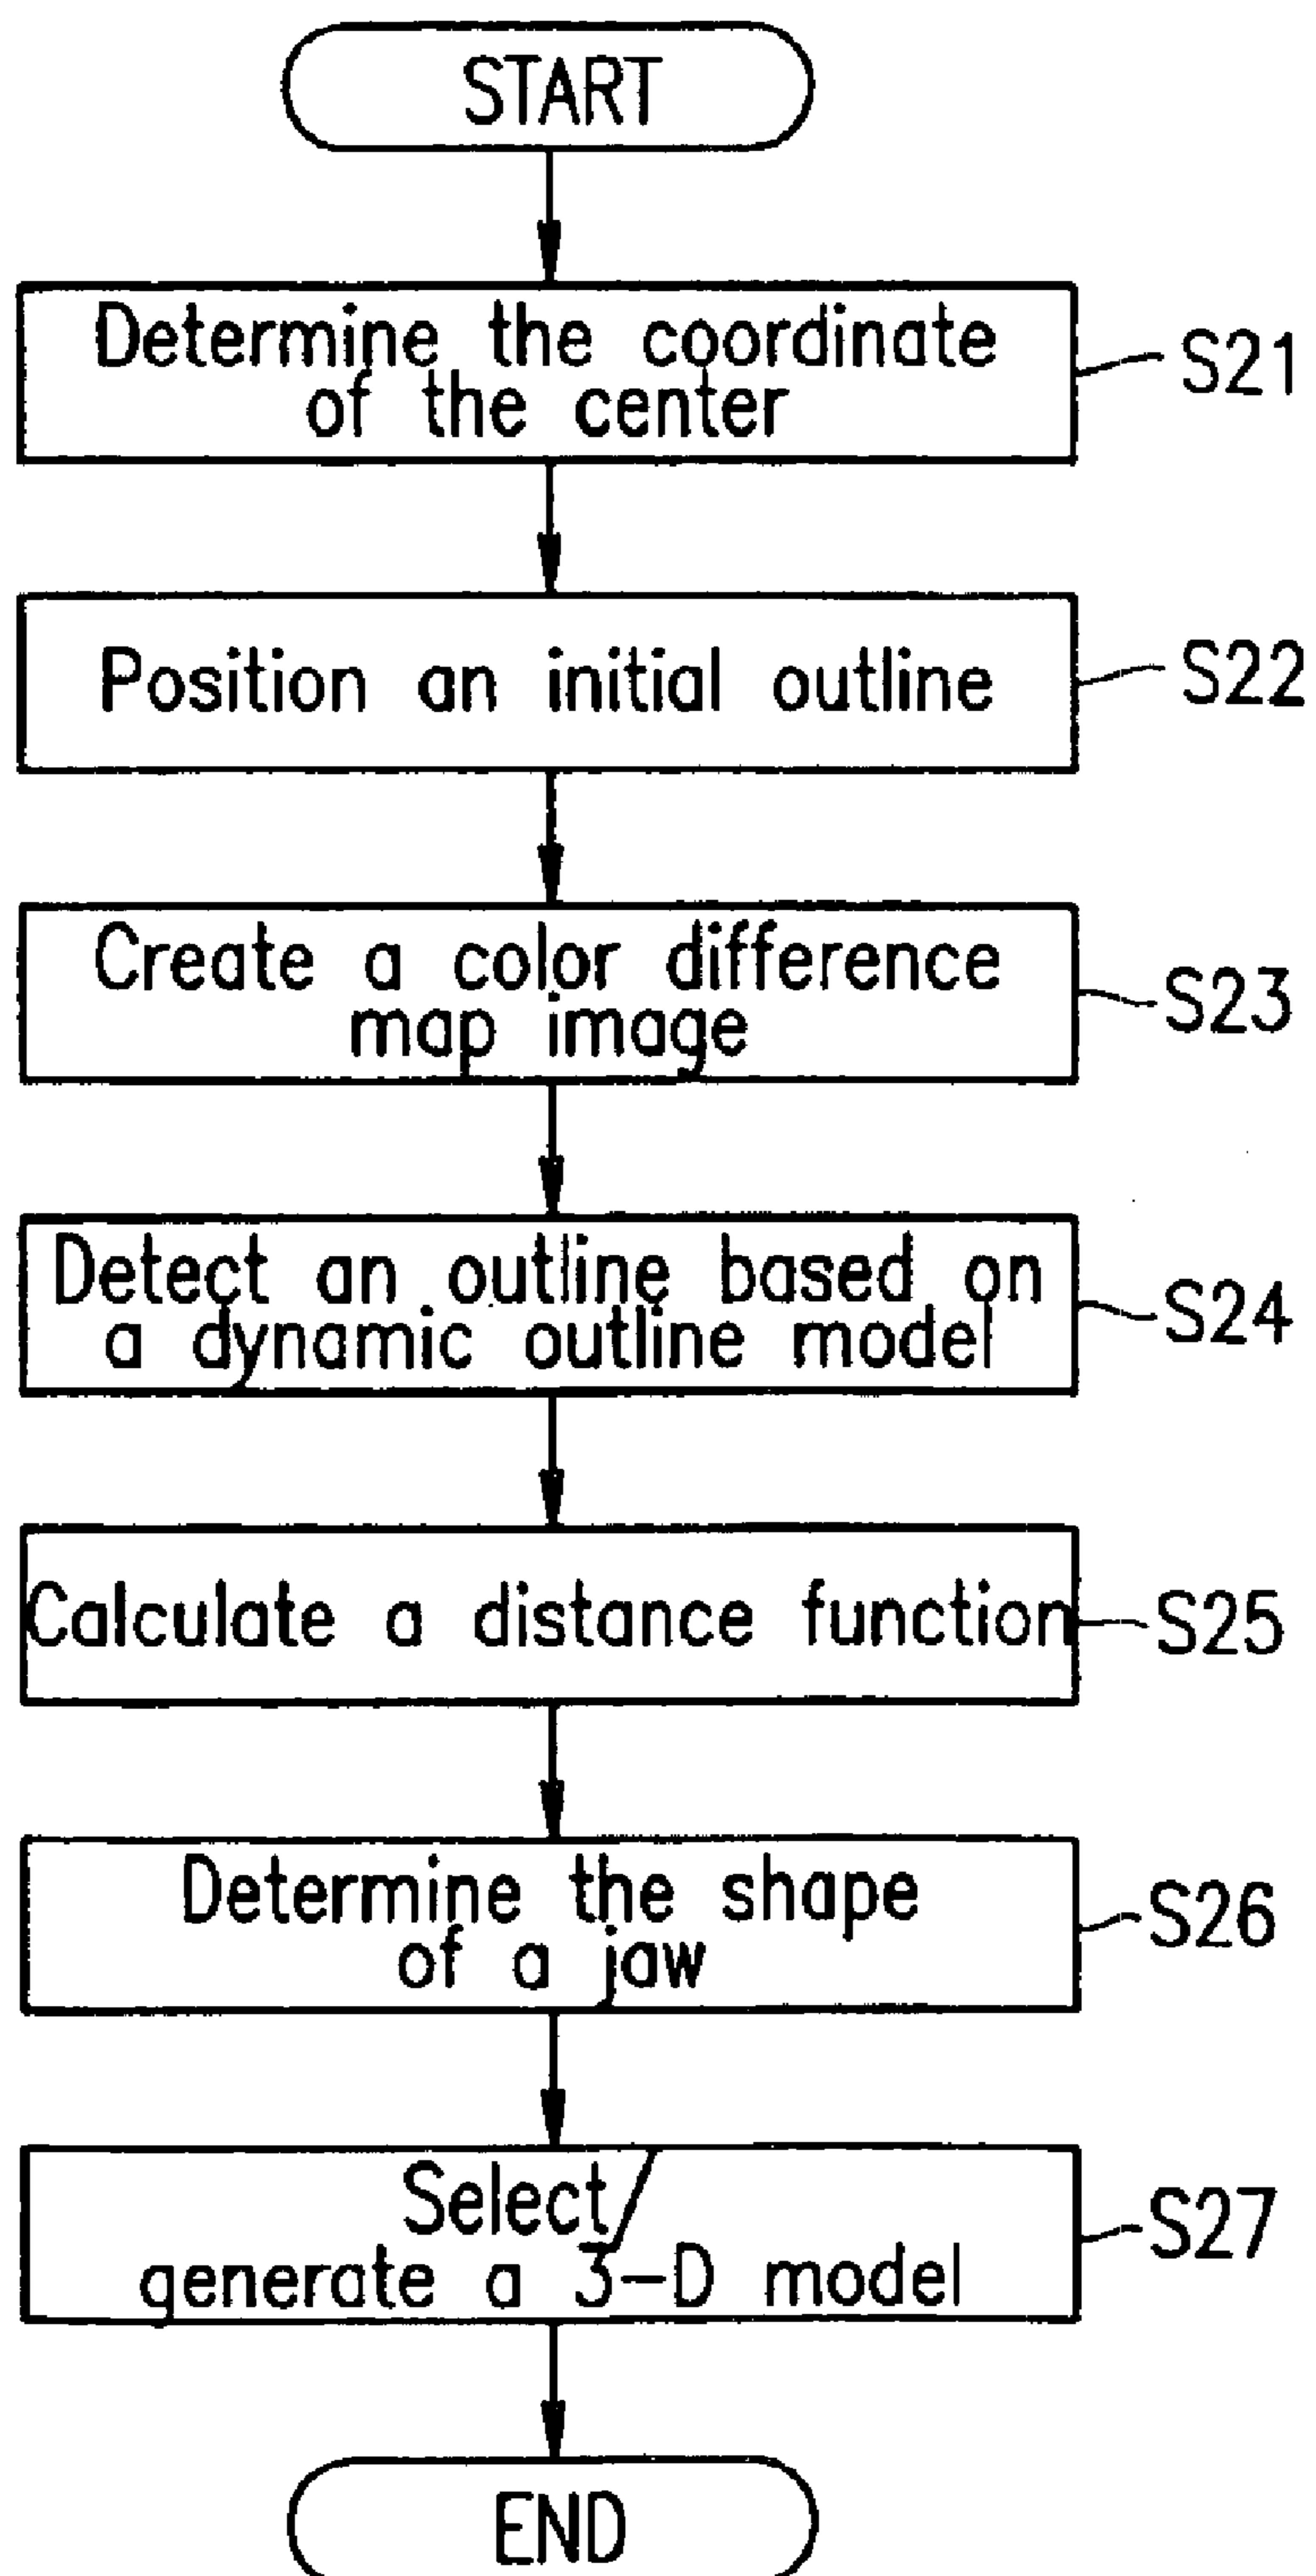 START
Determine the coordinate
of the center
S21
Position an initial outline
S22
Create a color difference
map image
S23
Detect an outline based on
a dynamic outline model
S24
Calculate a distance function
S25
Determine the shape
of a jaw
S26
Select/
generate a 3-D model
S27
END